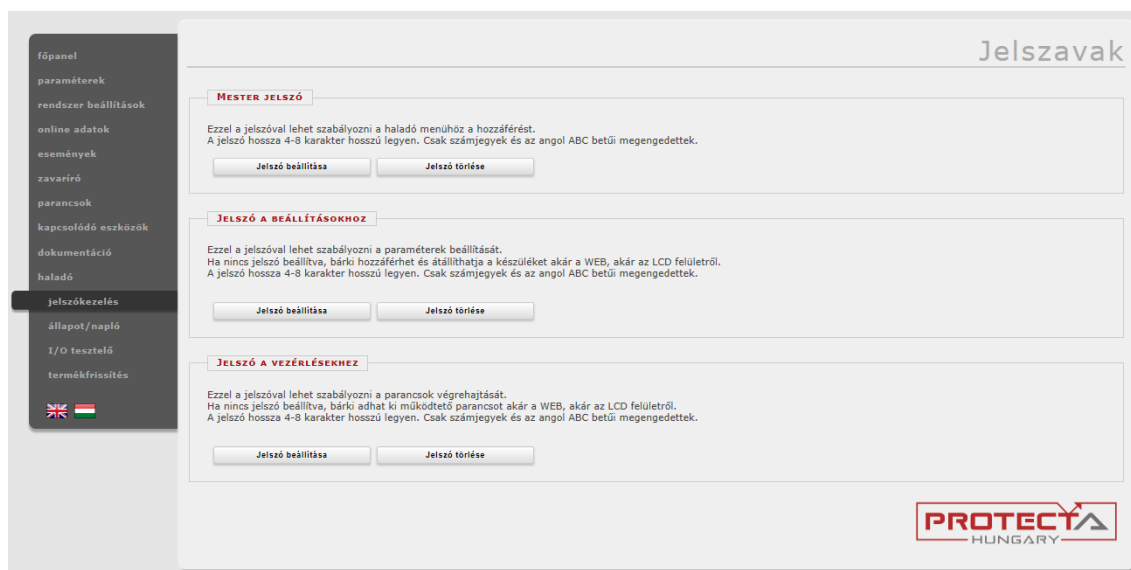 főpanel
paraméterek
rendszer beállítások
online adatok
események
zavaríró
parancsok
kapcsolódó eszközök
dokumentáció
haladó
jelszókezelés
állapot/napló
I/O tesztelő
termékfrissítés
Jelszavak
Mester jelszó
Ezzel a jelszóval lehet szabályozni a haladó menühöz a hozzáférést.
A jelszó hossza 4-8 karakter hosszú legyen. Csak számjegyek és az angol ABC betűi megengedettek.
Jelszó beállítása Jelszó törlése
Jelszó a beállításokhoz
Ezzel a jelszóval lehet szabályozni a paraméterek beállítását.
Ha nincs jelszó beállítva, bárki hozzáférhet és átállíthatja a készüléket akár a WEB, akár az LCD felületről.
A jelszó hossza 4-8 karakter hosszú legyen. Csak számjegyek és az angol ABC betűi megengedettek.
Jelszó beállítása Jelszó törlése
Jelszó a vezérlésekhez
Ezzel a jelszóval lehet szabályozni a parancsok végrehajtását.
Ha nincs jelszó beállítva, bárki adhat ki működtető parancsot akár a WEB, akár az LCD felületről.
A jelszó hossza 4-8 karakter hosszú legyen. Csak számjegyek és az angol ABC betűi megengedettek.
Jelszó beállítása Jelszó törlése
PROTECTA
HUNGARY